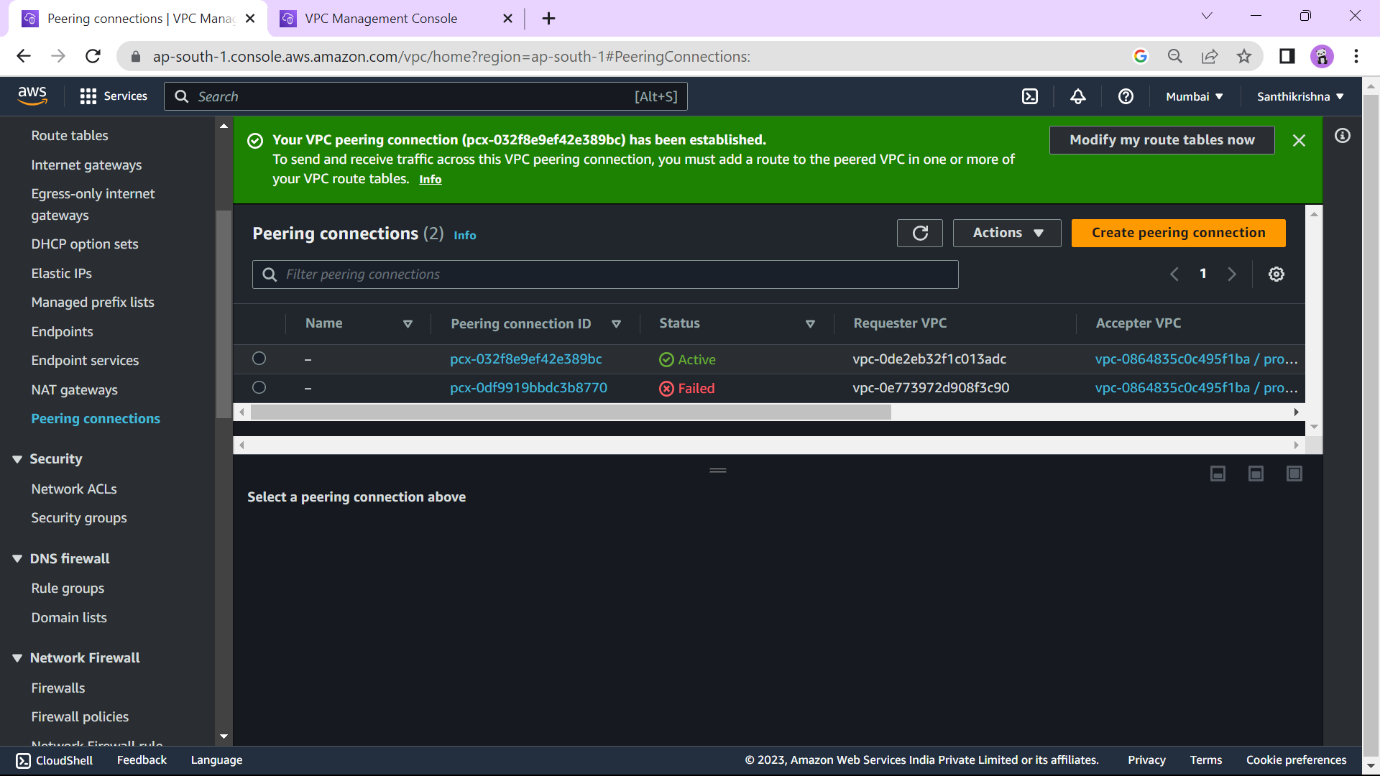 Peering connections | VPC Mana
VPC Management Console
ap-south-1.console.aws.amazon.com/vpc/home?region=ap-south-1#PeeringConnections:
aws
Services
Search
[Alt+S]
Mumbai
Santhikrishna
Route tables
Internet gateways
Egress-only internet
gateways
DHCP option sets
Elastic IPs
Managed prefix lists
Endpoints
Endpoint services
NAT gateways
Peering connections
Security
Network ACLs
Security groups
DNS firewall
Rule groups
Domain lists
Network Firewall
Firewalls
Firewall policies
Network Firewall rule
Your VPC peering connection (pcx-032f8e9ef42e389bc) has been established.
To send and receive traffic across this VPC peering connection, you must add a route to the peered VPC in one or more of
your VPC route tables. Info
Modify my route tables now
Peering connections (2) Info
Actions
Create peering connection
Filter peering connections
1
Name Peering connection ID Status Requester VPC Accepter VPC
– pcx-032f8e9ef42e389bc Active vpc-0de2eb32f1c013adc vpc-0864835c0c495f1ba / pro...
– pcx-0df9919bbdc3b8770 Failed vpc-0e773972d908f3c90 vpc-0864835c0c495f1ba / pro...
Select a peering connection above
CloudShell Feedback Language
© 2023, Amazon Web Services India Private Limited or its affiliates. Privacy Terms Cookie preferences